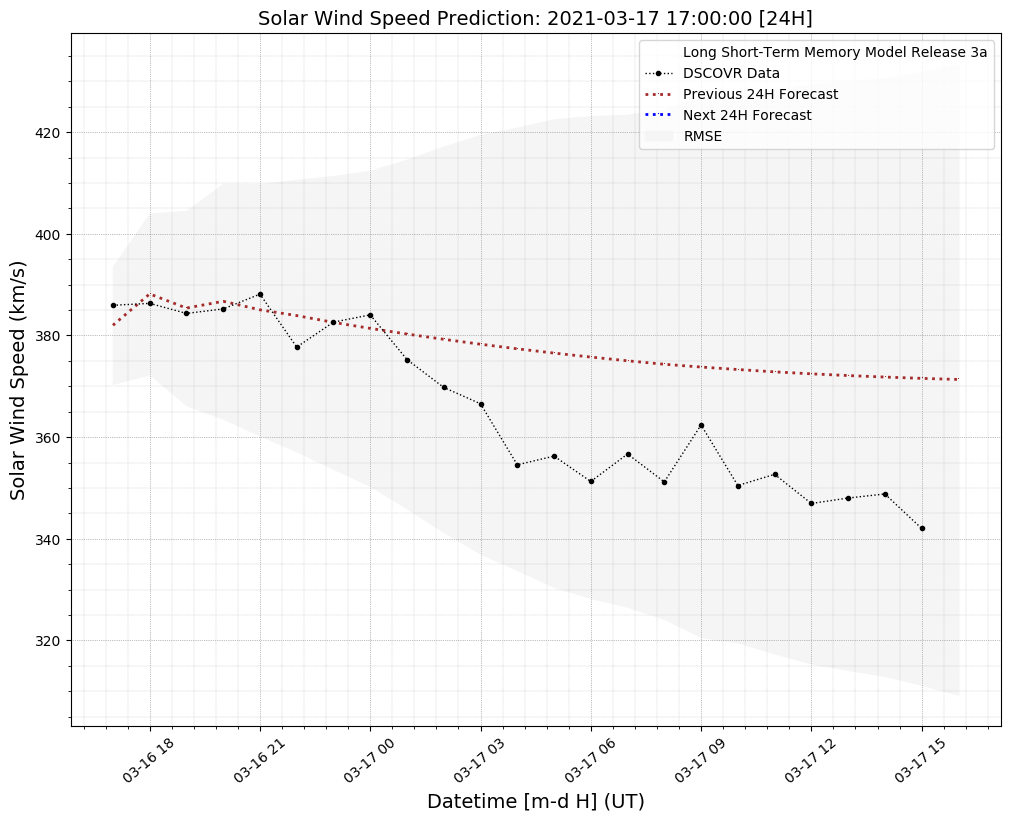 Solar Wind Speed Prediction: 2021-03-17 17:00:00 [24H]
Long Short-Term Memory Model Release 3a
DSCOVR Data
Previous 24H Forecast
Next 24H Forecast
RMSE
Solar Wind Speed (km/s)
420
400
380
360
340
320
03-16 18
03-16 21
03-17 00
03-17 03
03-17 06
03-17 09
03-17 12
03-17 15
Datetime [m-d H] (UT)